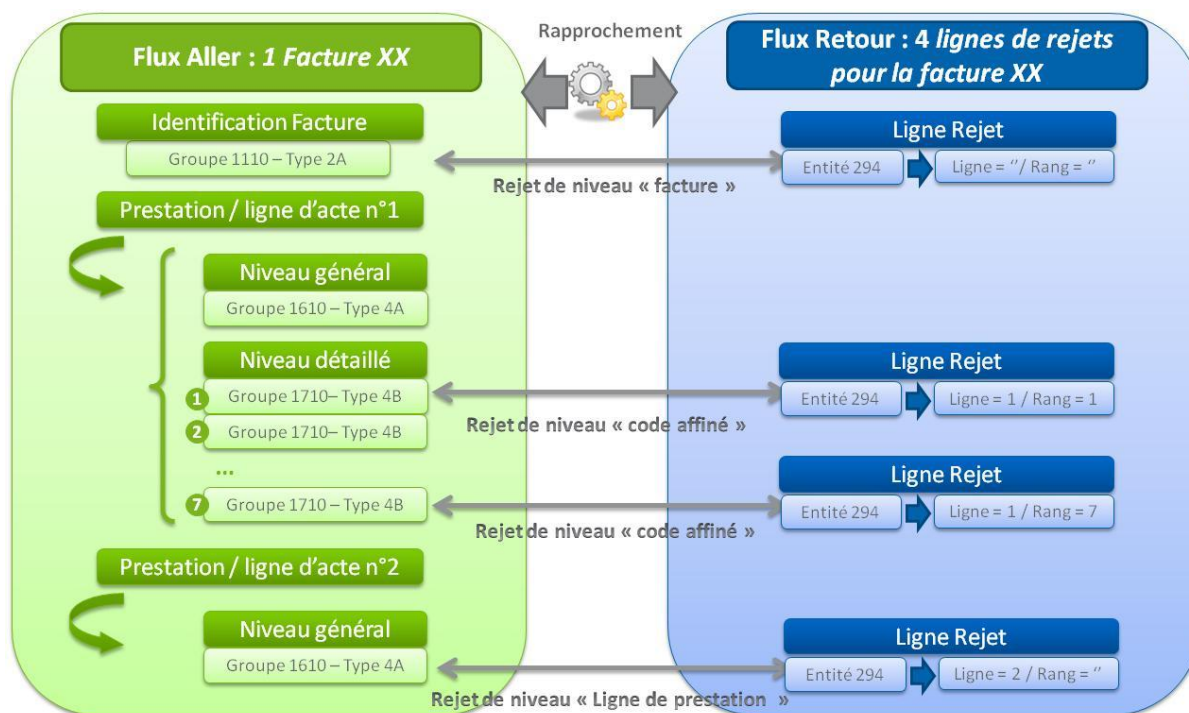 Flux Aller : 1 Facture XX
Rapprochement
Flux Retour : 4 lignes de rejets
pour la facture XX
Identification Facture
Groupe 1110 – Type 2A
Rejet de niveau « facture »
Ligne Rejet
Entité 294
Ligne = ‘’/ Rang = ‘’
Prestation / ligne d’acte n°1
Niveau général
Groupe 1610 – Type 4A
Niveau détaillé
1 Groupe 1710– Type 4B
2 Groupe 1710– Type 4B
...
7 Groupe 1710 – Type 4B
Rejet de niveau « code affiné »
Ligne Rejet
Entité 294
Ligne = 1 / Rang = 1
Rejet de niveau « code affiné »
Ligne Rejet
Entité 294
Ligne = 1 / Rang = 7
Prestation / ligne d’acte n°2
Niveau général
Groupe 1610 – Type 4A
Rejet de niveau « Ligne de prestation »
Ligne Rejet
Entité 294
Ligne = 2 / Rang = ‘’